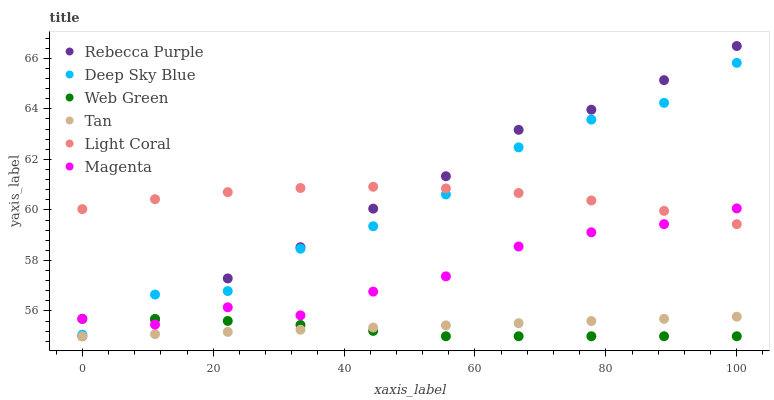 title
Rebecca Purple
Deep Sky Blue
Web Green
Tan
Light Coral
Magenta
yaxis_label
66
64
62
60
58
56
0
20
40
60
80
100
xaxis_label